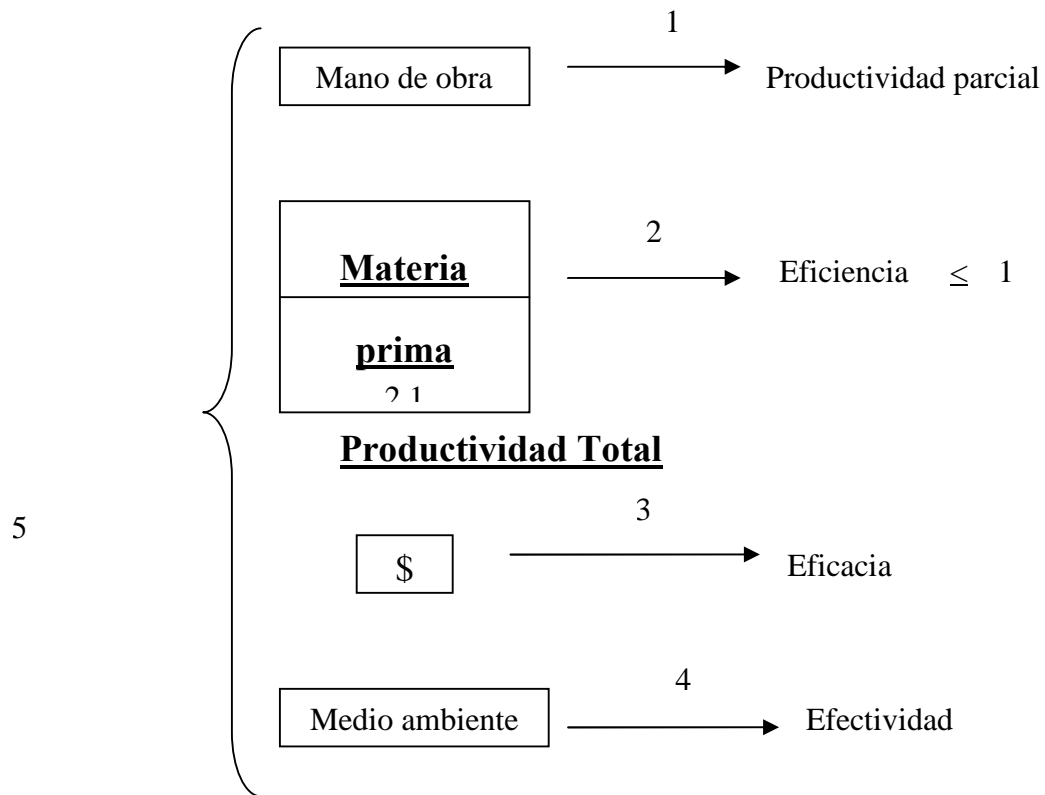 1
Mano de obra
Productividad parcial
2
Materia
Eficiencia ≤ 1
prima
Productividad Total
3
5
$
Eficacia
4
Medio ambiente
Efectividad